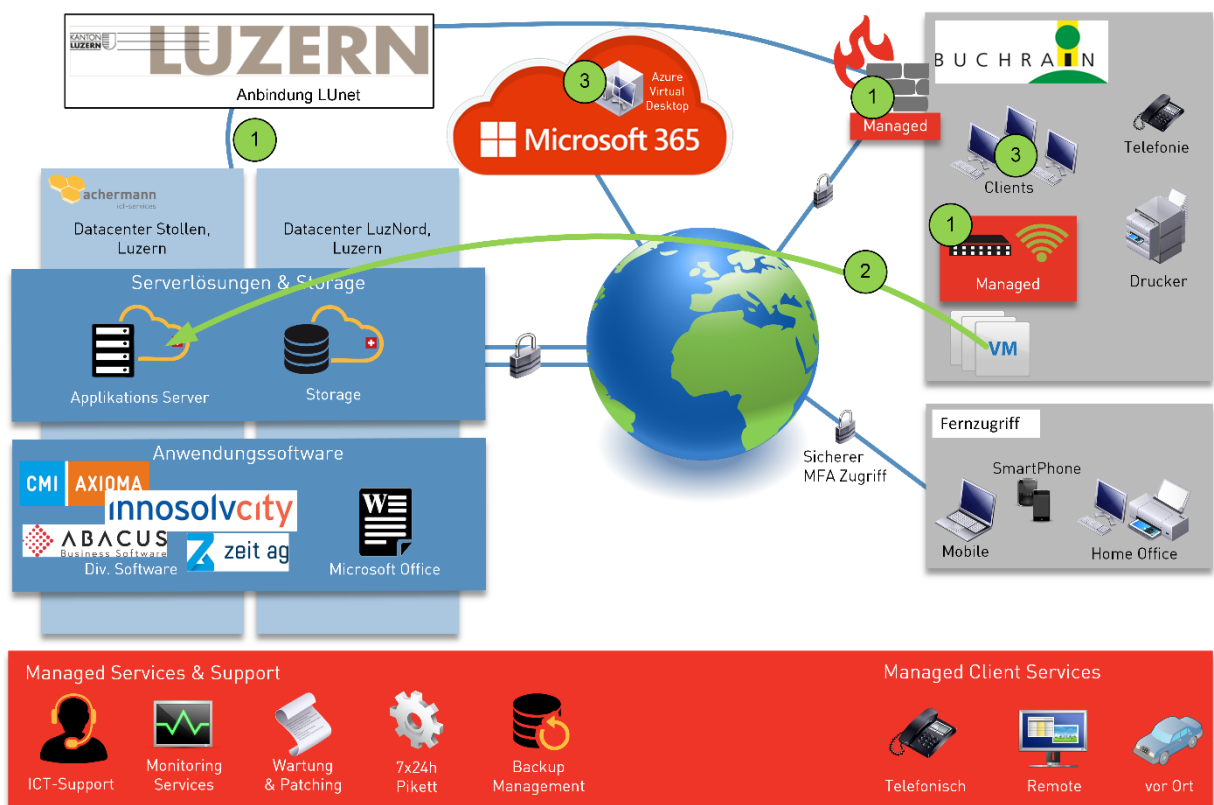 KANTON
LUZERN
LUZERN
Anbindung LUnet
1
3
Azure
Virtual
Desktop
Microsoft 365
1
Managed
BUCHRAIN
3
Clients
Telefonie
1
Managed
Drucker
VM
2
achermann
ict-services
Datacenter Stollen,
Luzern
Datacenter LuzNord,
Luzern
Serverlösungen & Storage
Applikations Server
Storage
Anwendungssoftware
CMI AXIOMA
innosolvcity
ABACUS
Business Software
zeit ag
Div. Software
W
Microsoft Office
Sicherer
MFA Zugriff
Fernzugriff
SmartPhone
Mobile
Home Office
Managed Services & Support
ICT-Support
Monitoring
Services
Wartung
& Patching
7x24h
Pikett
Backup
Management
Managed Client Services
Telefonisch
Remote
vor Ort